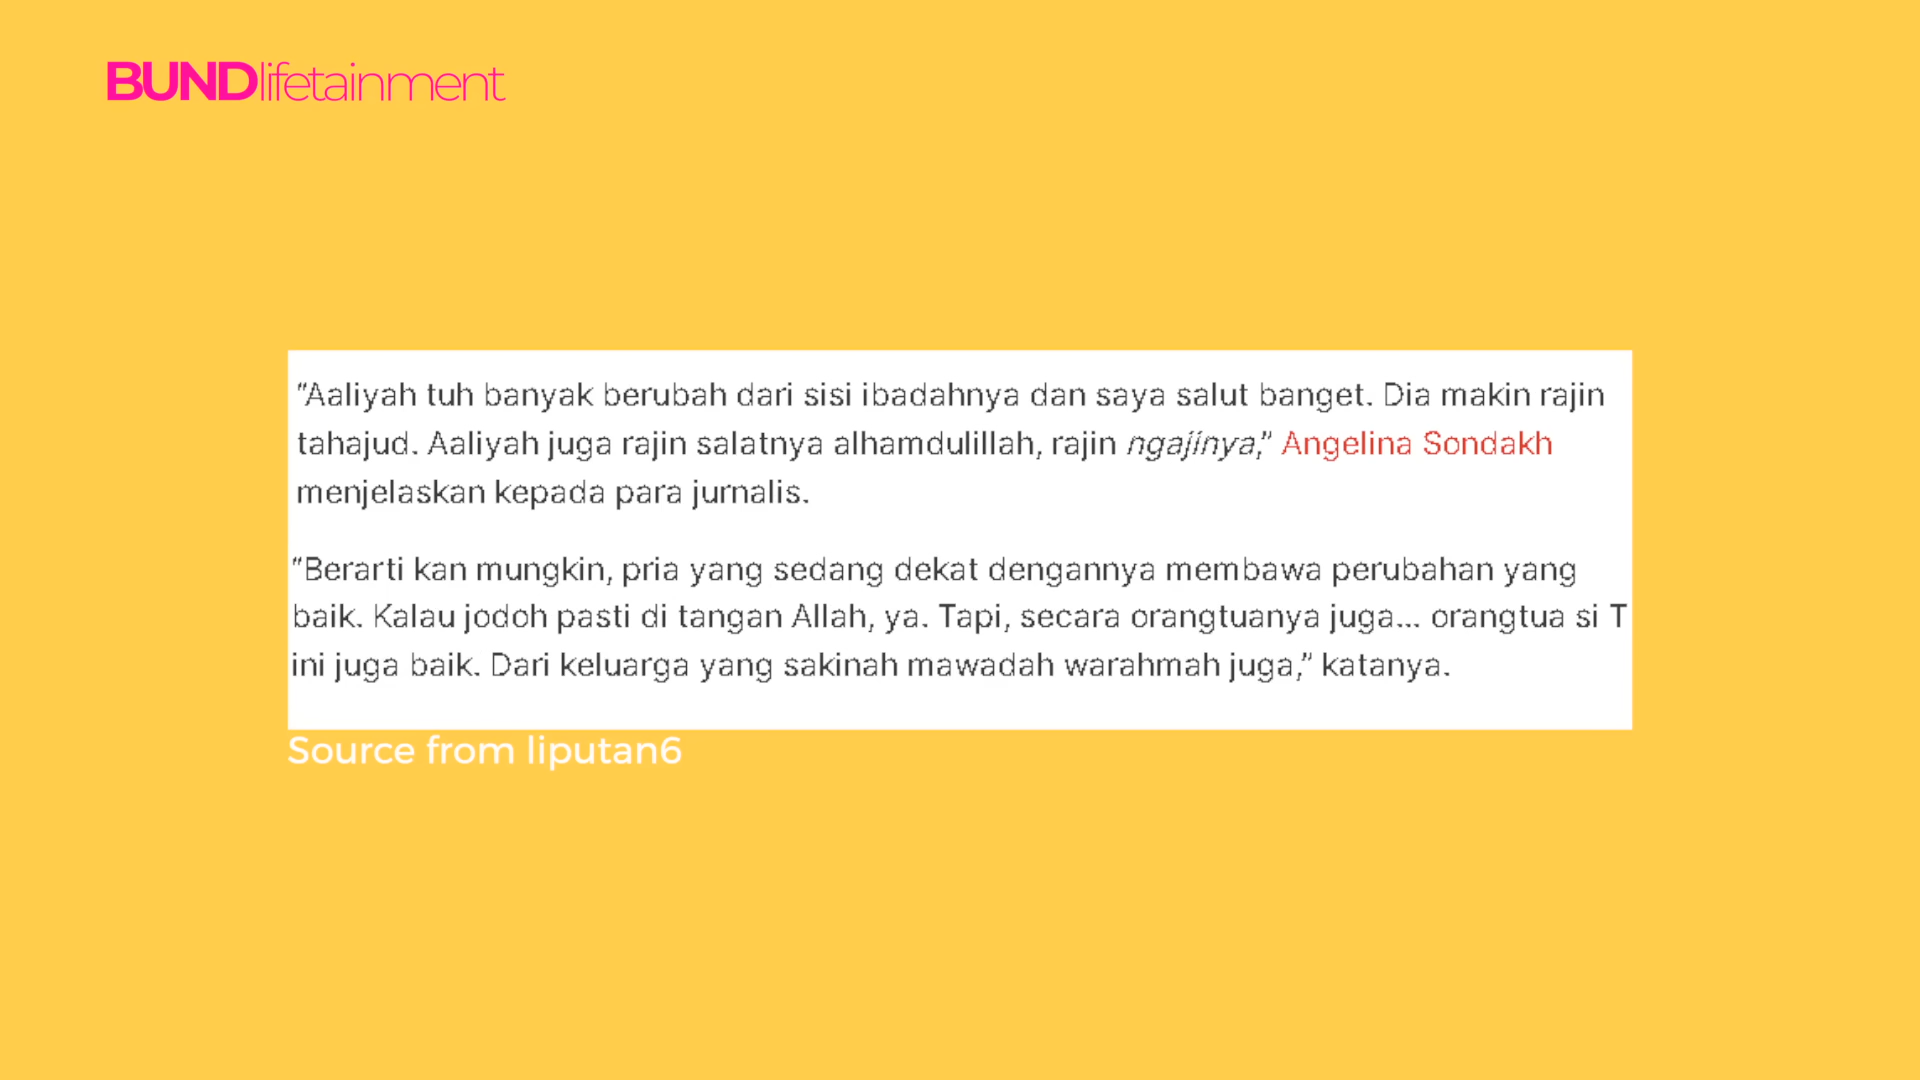 BUNDlifetainment
"Aaliyah tuh banyak berubah dari sisi ibadahnya dan saya salut banget. Dia makin rajin
tahajud. Aaliyah juga rajin salatnya alhamdulillah, rajin ngajinya," Angelina Sondakh
menjelaskan kepada para jurnalis.
"Berarti kan mungkin, pria yang sedang dekat dengannya membawa perubahan yang
baik. Kalau jodoh pasti di tangan Allah, ya. Tapi, secara orangtuanya juga... orangtua si T
ini juga baik. Dari keluarga yang sakinah mawadah warahmah juga," katanya.
Source from liputan6